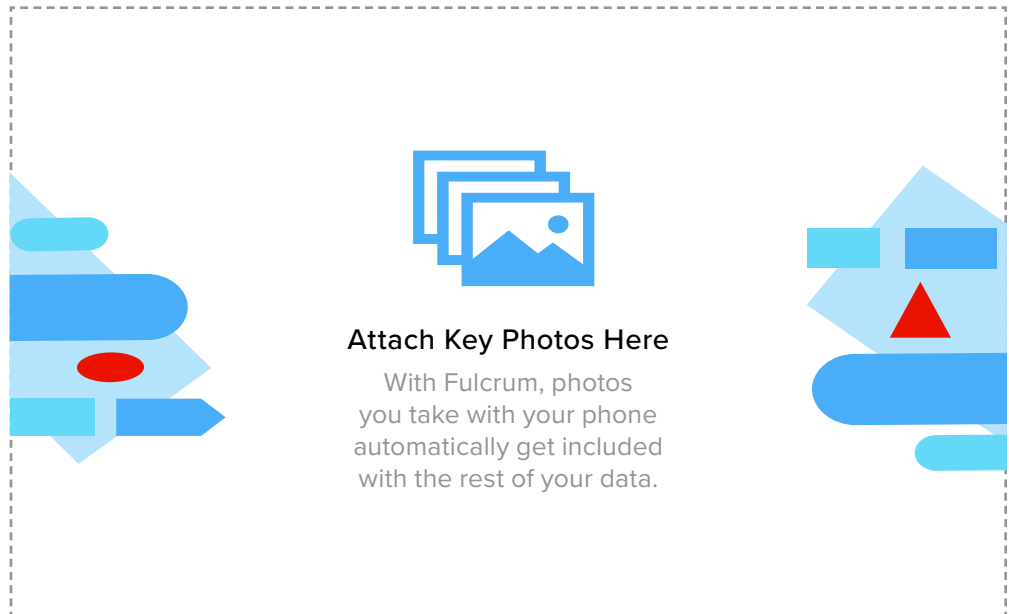 Attach Key Photos Here
With Fulcrum, photos
you take with your phone
automatically get included
with the rest of your data.